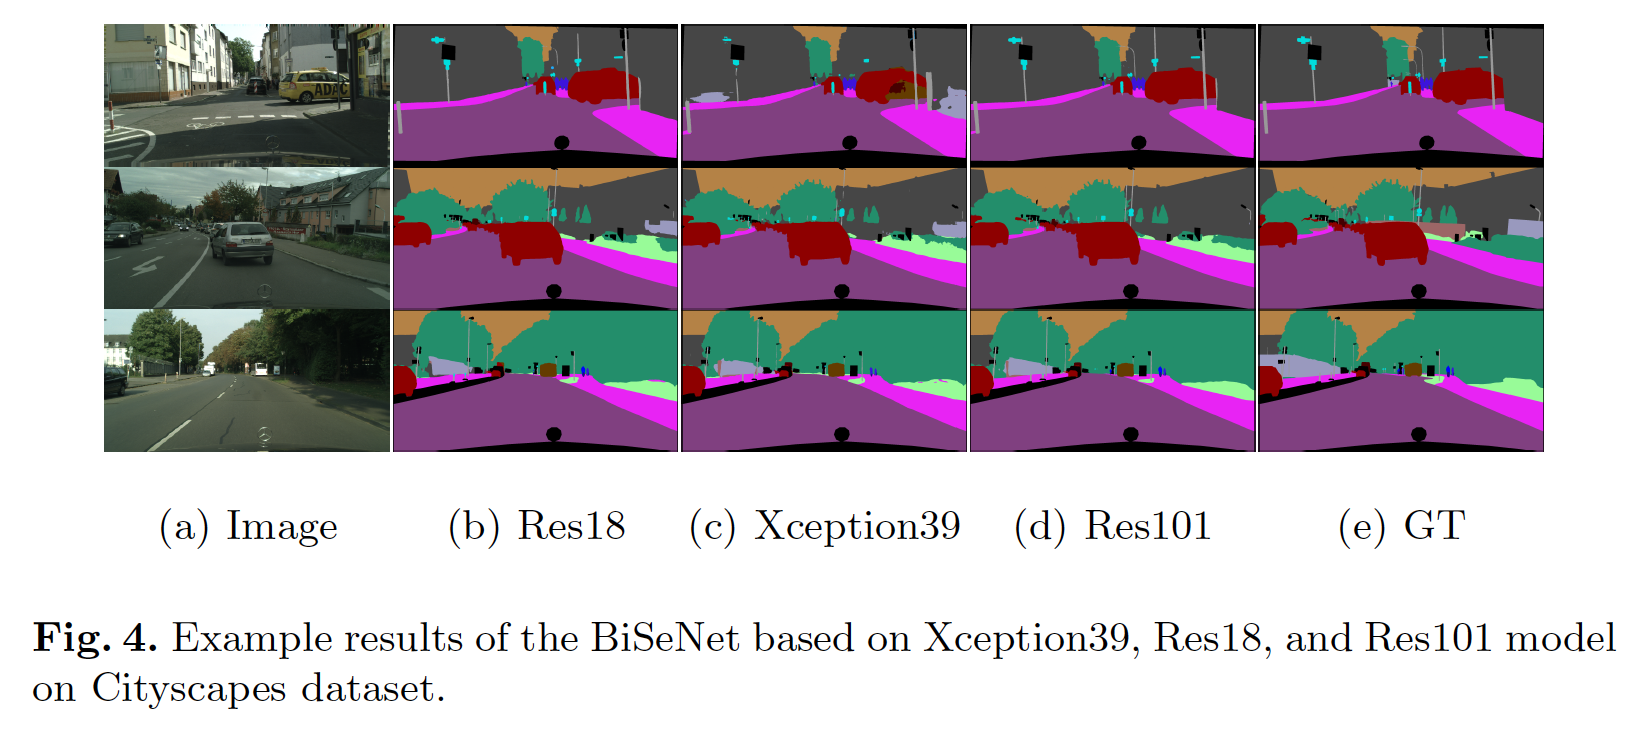 ADAC
(a) Image (b) Res18 (c) Xception39 (d) Res101 (e) GT
Fig. 4. Example results of the BiSeNet based on Xception39, Res18, and Res101 model
on Cityscapes dataset.